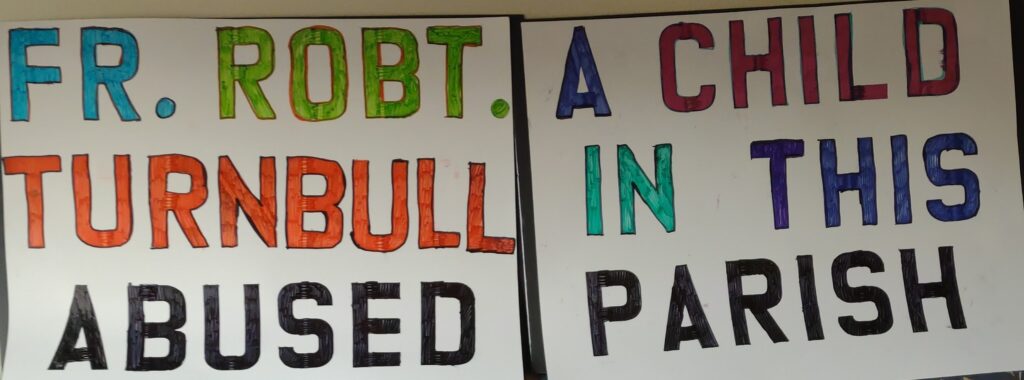 FR. ROBT.
TURNBULL
ABUSED
A CHILD
IN THIS
PARISH